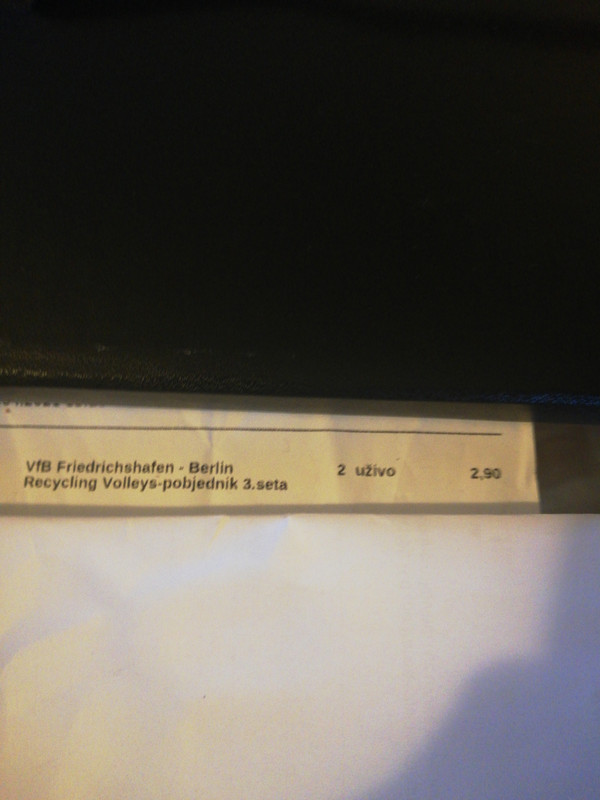 VfB Friedrichshafen - Berlin 2 uživo 2,90
Recycling Volleys-pobjednik 3.seta